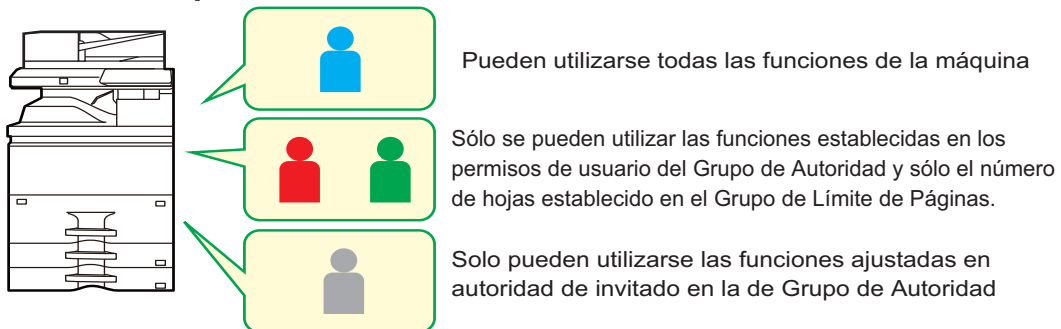 Pueden utilizarse todas las funciones de la máquina
Sólo se pueden utilizar las funciones establecidas en los
permisos de usuario del Grupo de Autoridad y sólo el número
de hojas establecido en el Grupo de Límite de Páginas.
Solo pueden utilizarse las funciones ajustadas en
autoridad de invitado en la de Grupo de Autoridad